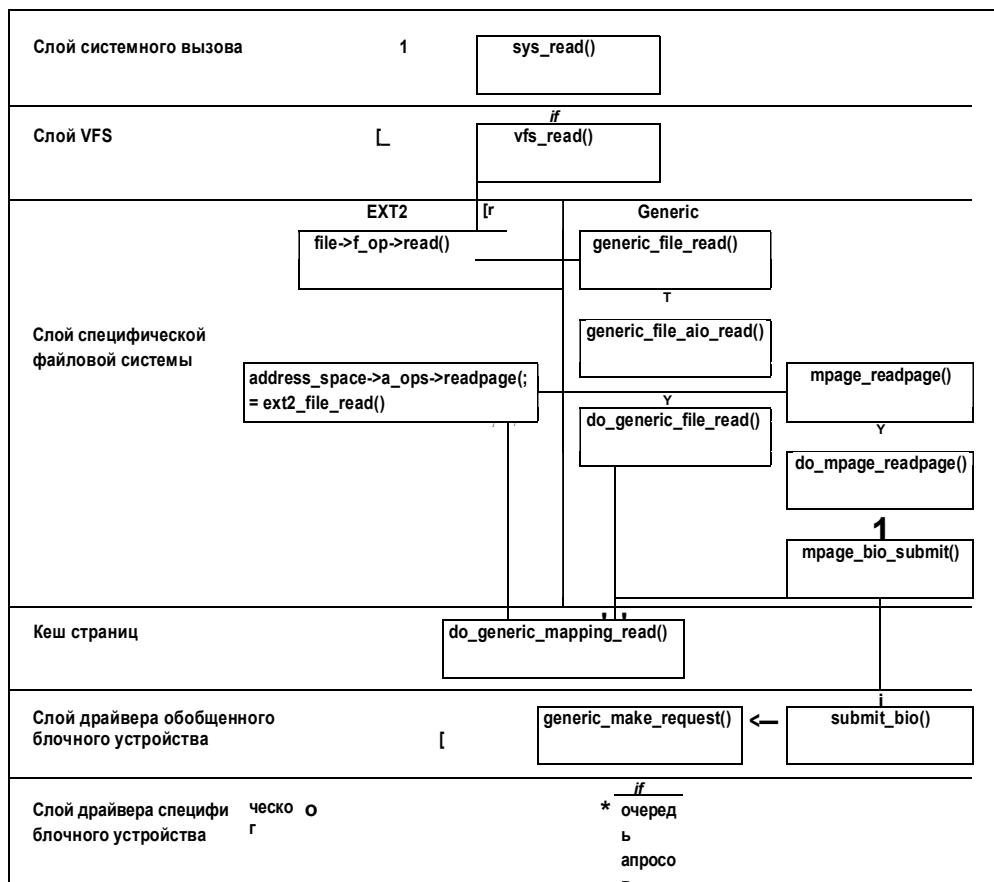 Слой системного вызова 1 sys_read()
if
Слой VFS [_ vfs_read()
EXT2 [r Generic
file->f_op->read() generic_file_read()
T
generic_file_aio_read()
Слой специфической
файловой системы
address_space->a_ops->readpage(; mpage_readpage()
= ext2_file_read()
Y
do_generic_file_read()
Y
do_mpage_readpage()
1
mpage_bio_submit()
Кеш страниц do_generic_mapping_read()
i
Слой драйвера обобщенного generic_make_request() <— submit_bio()
блочного устройства [
if
Слой драйвера специфи ческо о * очеред
блочного устройства г ь
апросо